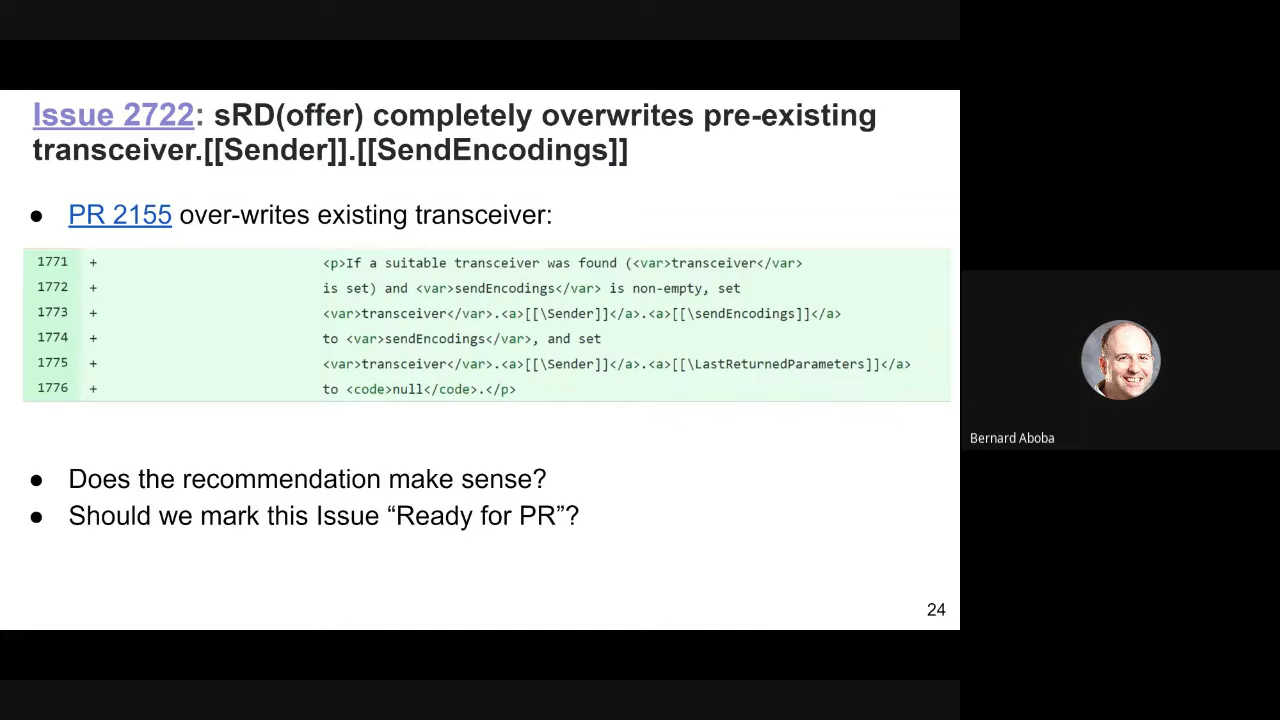 Issue 2722: sRD(offer) completely overwrites pre-existing
transceiver.[[Sender]].[[SendEncodings]]
● PR 2155 over-writes existing transceiver:
1771 + <p>If a suitable transceiver was found (<var>transceiver</var>
1772 + is set) and <var>sendEncodings</var> is non-empty, set
1773 + <var>transceiver</var>.<a>[[\Sender]]</a>.<a>[[\sendEncodings]]</a>
1774 + to <var>sendEncodings</var>, and set
1775 + <var>transceiver</var>.<a>[[\Sender]]</a>.<a>[[\LastReturnedParameters]]</a>
1776 + to <code>null</code>.</p>
● Does the recommendation make sense?
● Should we mark this Issue “Ready for PR”?
24
Bernard Aboba